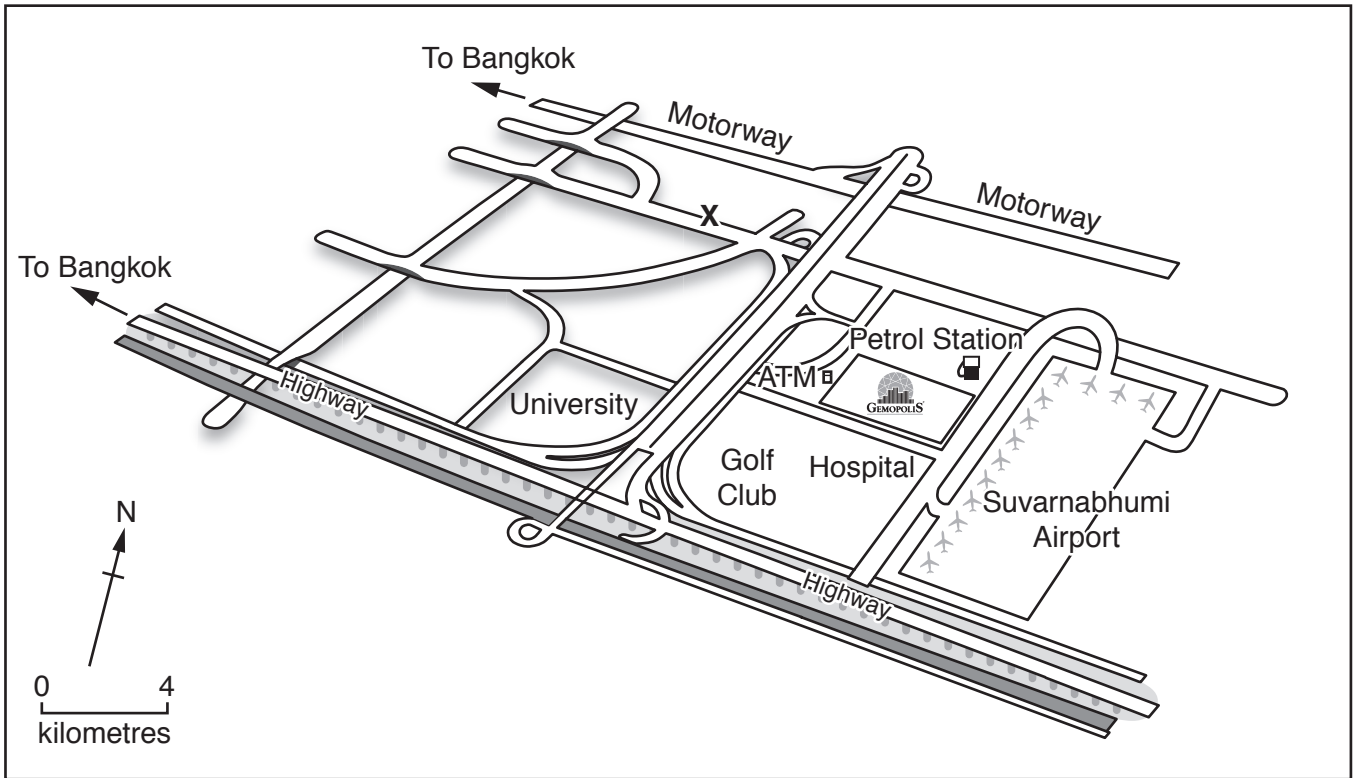 To Bangkok
Motorway
Motorway
X
To Bangkok
Petrol Station
ATM
GEMOPOLIS
Highway
University
Golf
Club
Hospital
Suvarnabhumi
Airport
Highway
N
0 4
kilometres